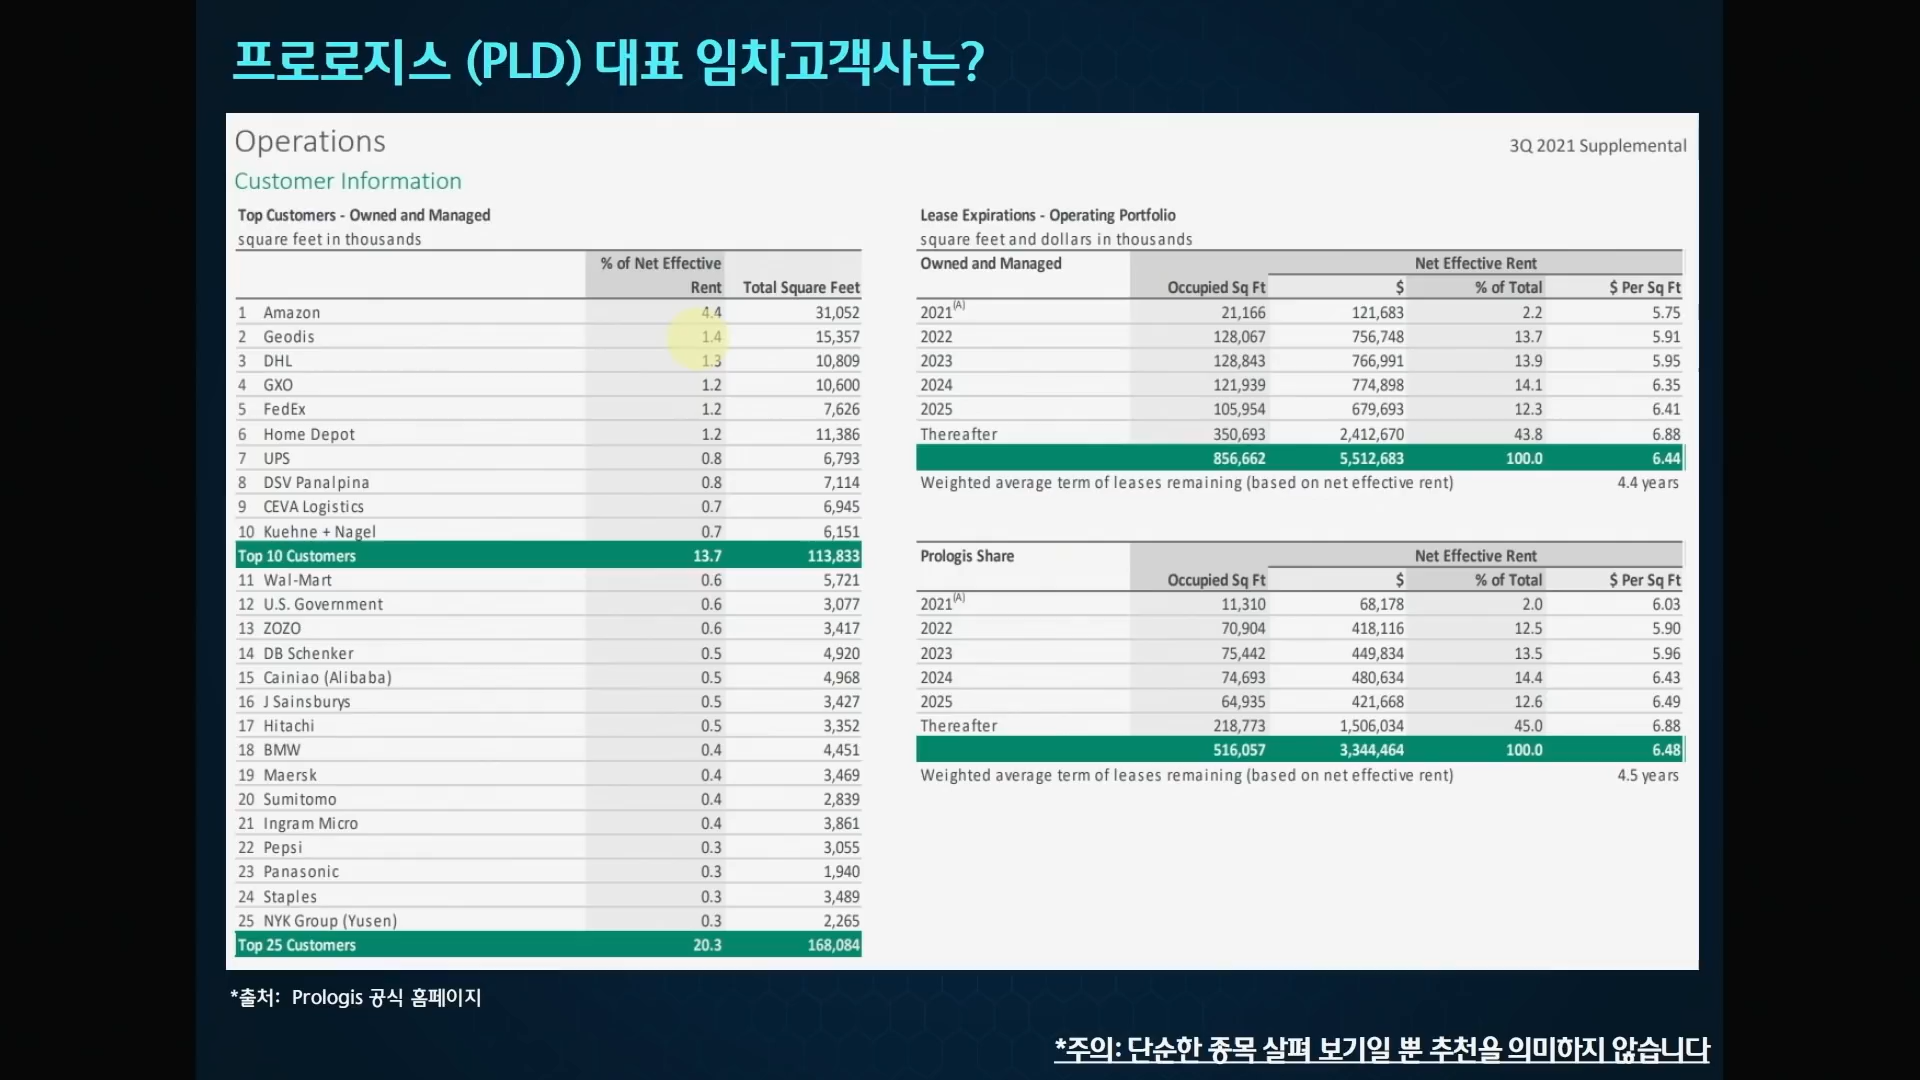 프로로지스 (PLD) 대표 임차고객사는?
Operations
3Q 2021 Supplemental
Customer Information
Top Customers - Owned and Managed
square feet in thousands
% of Net Effective
Rent Total Square Feet
1 Amazon 4.4 31,052
2 Geodis 1.4 15,357
3 DHL 1.3 10,809
4 GXO 1.2 10,600
5 FedEx 1.2 7,626
6 Home Depot 1.2 11,386
7 UPS 0.8 6,793
8 DSV Panalpina 0.8 7,114
9 CEVA Logistics 0.7 6,945
10 Kuehne + Nagel 0.7 6,151
Top 10 Customers 13.7 113,833
11 Wal-Mart 0.6 5,721
12 U.S. Government 0.6 3,077
13 ZOZO 0.6 3,417
14 DB Schenker 0.5 4,920
15 Cainiao (Alibaba) 0.5 4,968
16 J Sainsburys 0.5 3,427
17 Hitachi 0.5 3,352
18 BMW 0.4 4,451
19 Maersk 0.4 3,469
20 Sumitomo 0.4 2,839
21 Ingram Micro 0.4 3,861
22 Pepsi 0.3 3,055
23 Panasonic 0.3 1,940
24 Staples 0.3 3,489
25 NYK Group (Yusen) 0.3 2,265
Top 25 Customers 20.3 168,084
Lease Expirations - Operating Portfolio
square feet and dollars in thousands
Owned and Managed Net Effective Rent
Occupied Sq Ft $ % of Total $ Per Sq Ft
2021(A) 21,166 121,683 2.2 5.75
2022 128,067 756,748 13.7 5.91
2023 128,843 766,991 13.9 5.95
2024 121,939 774,898 14.1 6.35
2025 105,954 679,693 12.3 6.41
Thereafter 350,693 2,412,670 43.8 6.88
856,662 5,512,683 100.0 6.44
Weighted average term of leases remaining (based on net effective rent) 4.4 years
Prologis Share Net Effective Rent
Occupied Sq Ft $ % of Total $ Per Sq Ft
2021(A) 11,310 68,178 2.0 6.03
2022 70,904 418,116 12.5 5.90
2023 75,442 449,834 13.5 5.96
2024 74,693 480,634 14.4 6.43
2025 64,935 421,668 12.6 6.49
Thereafter 218,773 1,506,034 45.0 6.88
516,057 3,344,464 100.0 6.48
Weighted average term of leases remaining (based on net effective rent) 4.5 years
*출처: Prologis 공식 홈페이지
*주의: 단순한 종목 살펴 보기일 뿐 추천을 의미하지 않습니다